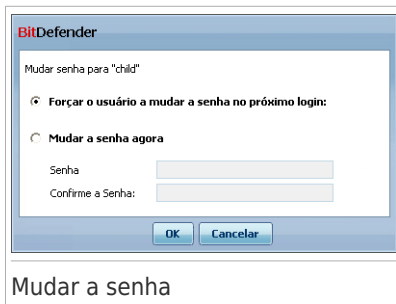 BitDefender
Mudar senha para "child"
Forçar o usuário a mudar a senha no próximo login:
Mudar a senha agora
Senha
Confirme a Senha:
OK Cancelar
Mudar a senha